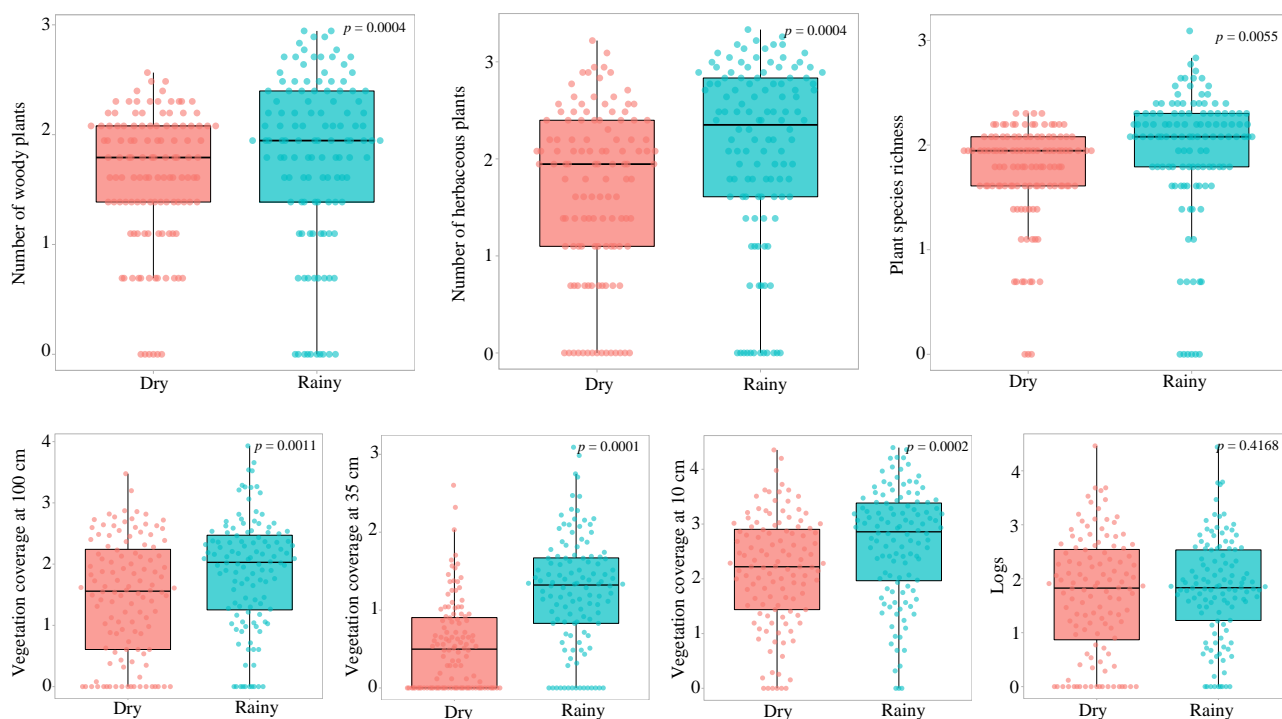 Number of woody plants
3
2
1
0
p = 0.0004
Dry
Rainy
Number of herbaceous plants
3
2
1
0
p = 0.0004
Dry
Rainy
Plant species richness
3
2
1
0
p = 0.0055
Dry
Rainy
Vegetation coverage at 100 cm
4
3
2
1
0
p = 0.0011
Dry
Rainy
Vegetation coverage at 35 cm
3
2
1
0
p = 0.0001
Dry
Rainy
Vegetation coverage at 10 cm
4
3
2
1
0
p = 0.0002
Dry
Rainy
Logs
4
3
2
1
0
p = 0.4168
Dry
Rainy